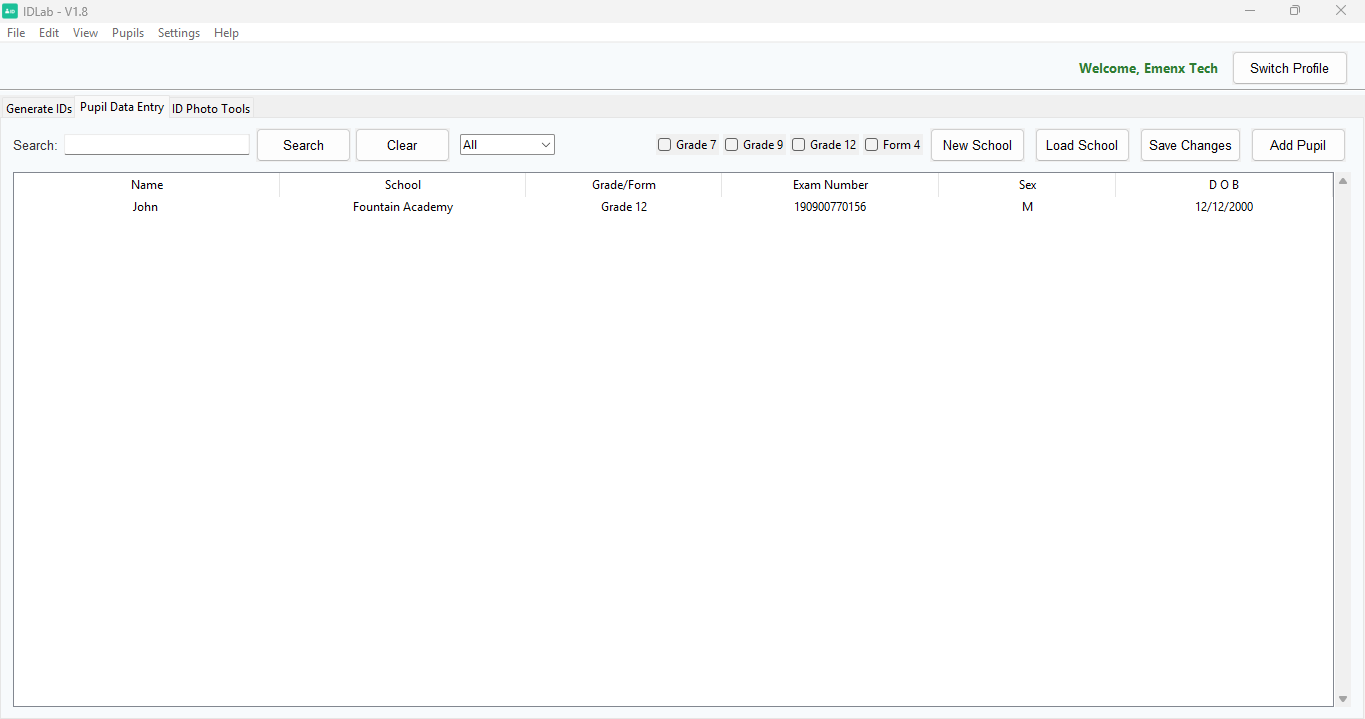 IDLab - V1.8
File Edit View Pupils Settings Help
Welcome, Emenx Tech Switch Profile
Generate IDs Pupil Data Entry ID Photo Tools
Search: Search Clear All Grade 7 Grade 9 Grade 12 Form 4 New School Load School Save Changes Add Pupil
Name School Grade/Form Exam Number Sex D O B
John Fountain Academy Grade 12 190900770156 M 12/12/2000